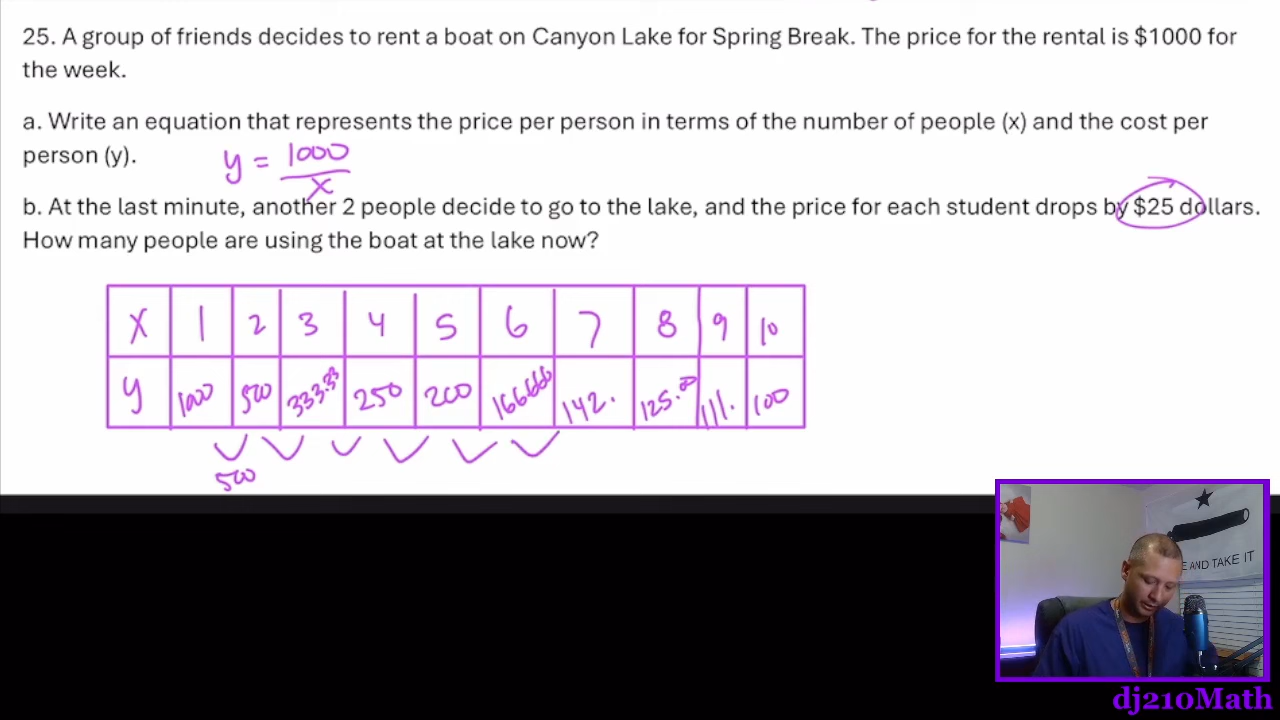 25. A group of friends decides to rent a boat on Canyon Lake for Spring Break. The price for the rental is $1000 for
the week.
a. Write an equation that represents the price per person in terms of the number of people (x) and the cost per
person (y).
y = 1000
x
b. At the last minute, another 2 people decide to go to the lake, and the price for each student drops by $25 dollars.
How many people are using the boat at the lake now?
X 1 2 3 4 5 6 7 8 9 10
y 1000 500 333.33 250 200 166.666 142. 125.00 111. 100
500
E AND TAKE IT
dj210Math